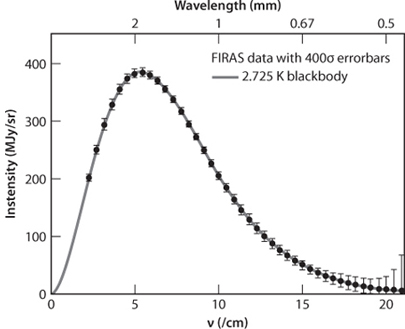 Wavelength (mm)
2 1 0.67 0.5
FIRAS data with 400σ errorbars
2.725 K blackbody
Instensity (MJy/sr)
400
300
200
100
0
0 5 10 15 20
ν (/cm)